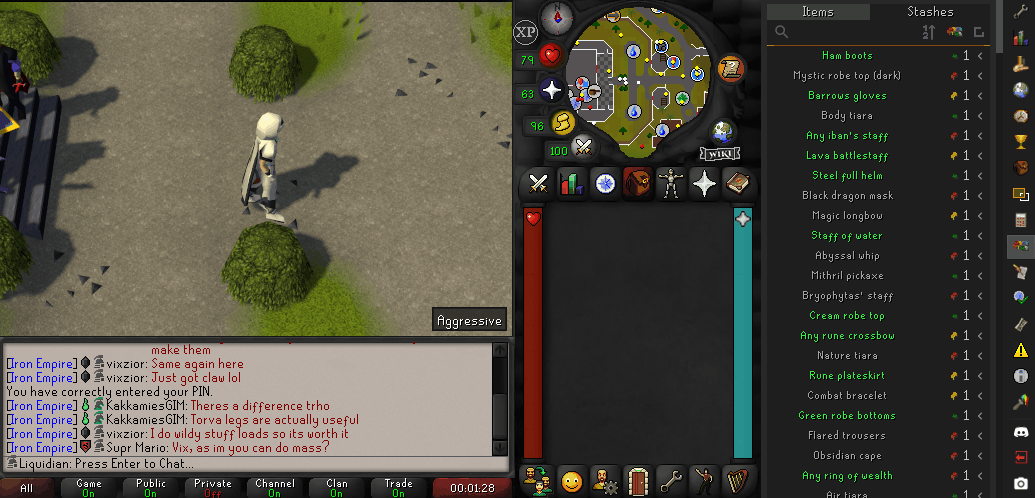 Aggressive
make them
[Iron Empire] vixzior: Same again here
[Iron Empire] vixzior: Just got claw lol
You have correctly entered your PIN.
[Iron Empire] KakkamiesGIM: Theres a difference trho
[Iron Empire] KakkamiesGIM: Torva legs are actually useful
[Iron Empire] vixzior: I do wildy stuff loads so its worth it
[Iron Empire] Supr Mario: Vix, as im you can do mass?
Liquidian: Press Enter to Chat...
All
Game
On
Public
On
Private
Off
Channel
On
Clan
On
Trade
On
00:01:28
N
XP
79
63
96
100
WIKI
Items
Stashes
Ham boots 1
Mystic robe top (dark) 1
Barrows gloves 1
Body tiara 1
Any iban's staff 1
Lava battlestaff 1
Steel full helm 1
Black dragon mask 1
Magic longbow 1
Staff of water 1
Abyssal whip 1
Mithril pickaxe 1
Bryophytas' staff 1
Cream robe top 1
Any rune crossbow 1
Nature tiara 1
Rune plateskirt 1
Combat bracelet 1
Green robe bottoms 1
Flared trousers 1
Obsidian cape 1
Any ring of wealth 1
Air tiara 1